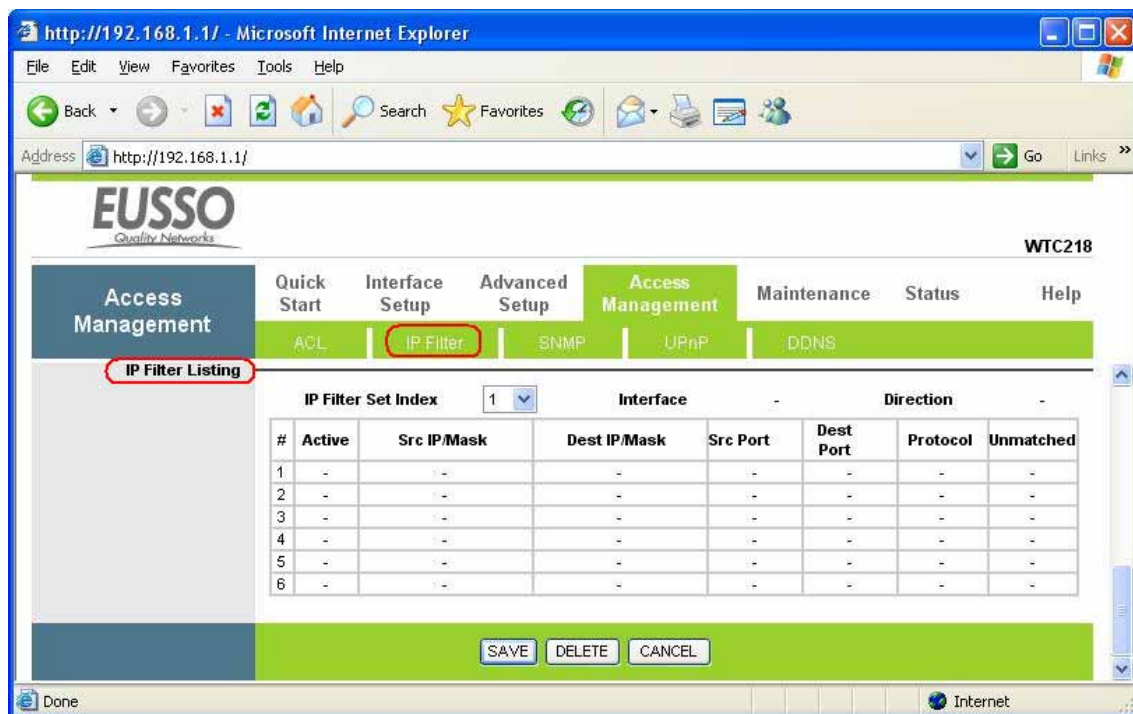 http://192.168.1.1/ - Microsoft Internet Explorer
File Edit View Favorites Tools Help
Back Search Favorites
Address http://192.168.1.1/ Go Links »
EUSSO
Quality Networks
WTC218
Access Management
Quick Start Interface Setup Advanced Setup Access Management Maintenance Status Help
ACL IP Filter SNMP UPnP DDNS
IP Filter Listing
IP Filter Set Index 1 Interface - Direction -
# Active Src IP/Mask Dest IP/Mask Src Port Dest Port Protocol Unmatched
1 - - - - - - -
2 - - - - - - -
3 - - - - - - -
4 - - - - - - -
5 - - - - - - -
6 - - - - - - -
SAVE DELETE CANCEL
Done Internet